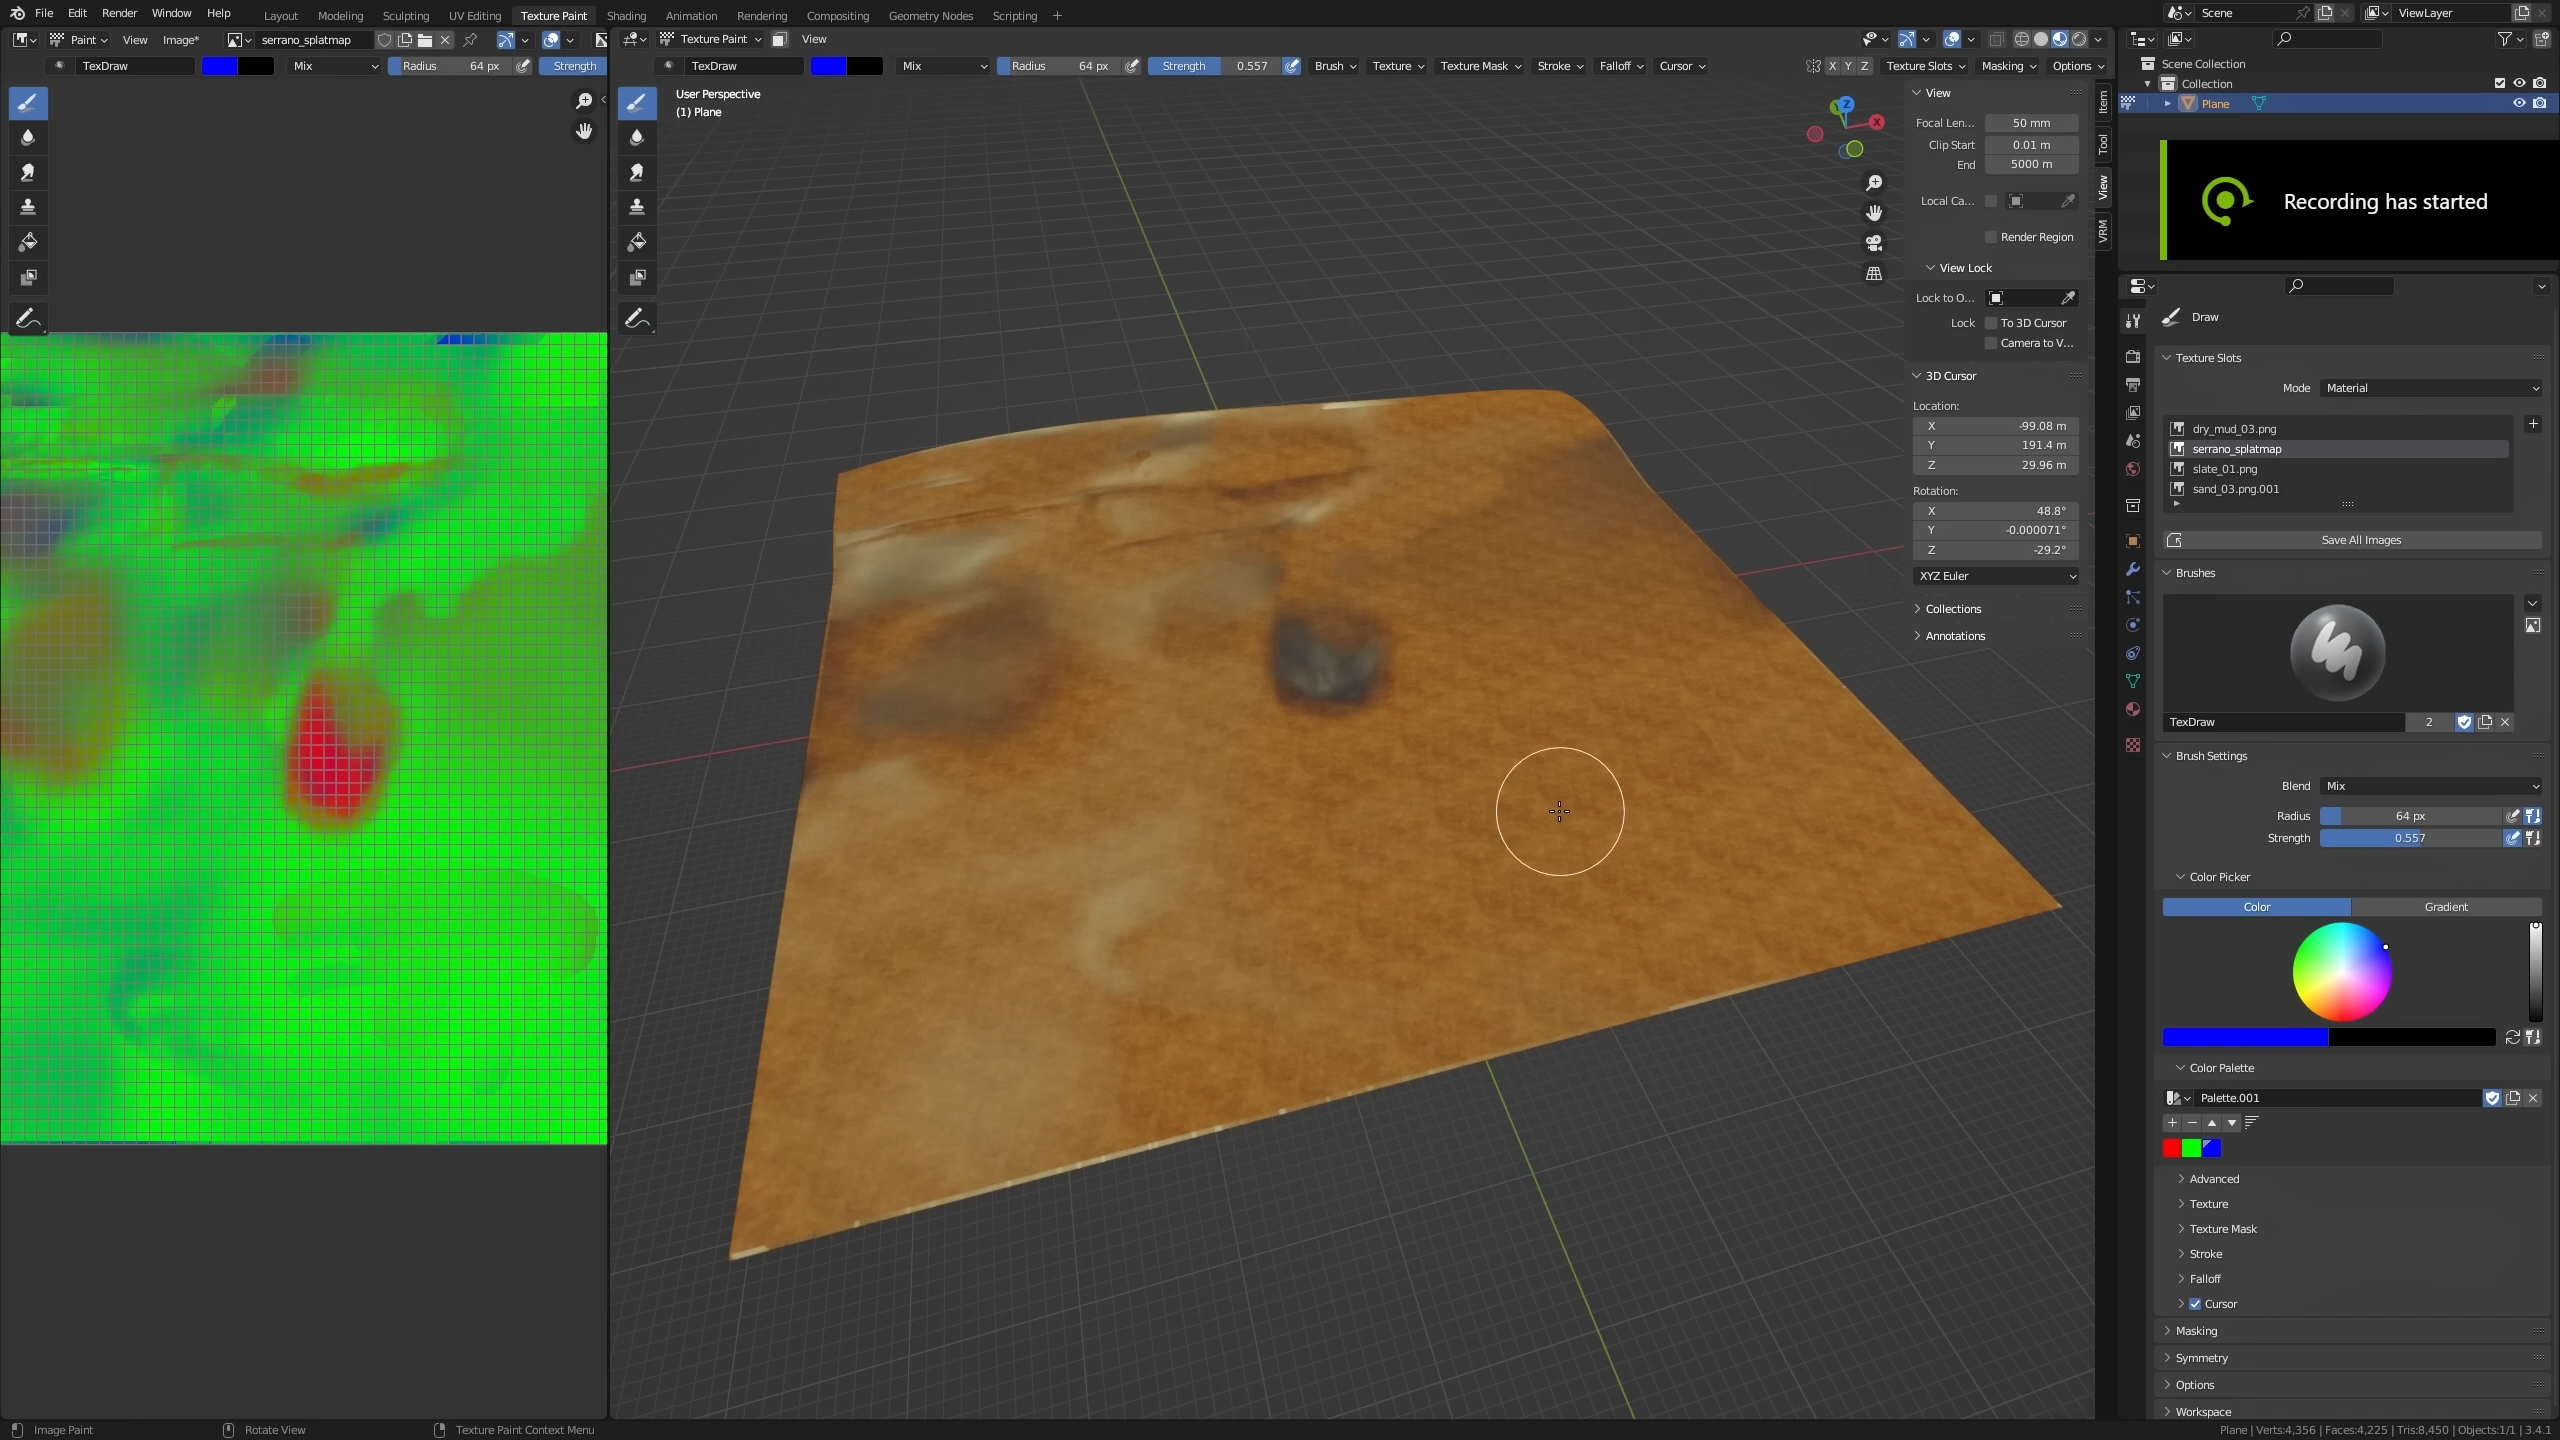 File Edit Render Window Help Layout Modeling Sculpting UV Editing Texture Paint Shading Animation Rendering Compositing Geometry Nodes Scripting Scene ViewLayer
Paint View Image* serrano_splatmap Texture Paint View
TexDraw Mix Radius 64 px Strength TexDraw Mix Radius 64 px Strength 0.557 Brush Texture Texture Mask Stroke Falloff Cursor X Y Z Texture Slots Masking Options
User Perspective
(1) Plane
X
Z
View
Focal Len... 50 mm
Clip Start 0.01 m
End 5000 m
Local Ca...
Render Region
View Lock
Lock to O...
Lock To 3D Cursor
Camera to V...
3D Cursor
Location:
X -99.08 m
Y 191.4 m
Z 29.96 m
Rotation:
X 48.8°
Y -0.000071°
Z -29.2°
XYZ Euler
Collections
Annotations
Item
Tool
View
VRM
Scene Collection
Collection
Plane
Recording has started
Draw
Texture Slots
Mode Material
dry_mud_03.png
serrano_splatmap
slate_01.png
sand_03.png.001
Save All Images
Brushes
TexDraw 2
Brush Settings
Blend Mix
Radius 64 px
Strength 0.557
Color Picker
Color Gradient
Color Palette
Palette.001
Advanced
Texture
Texture Mask
Stroke
Falloff
Cursor
Masking
Symmetry
Options
Workspace
Image Paint Rotate View Texture Paint Context Menu Plane | Verts:4,356 | Faces:4,225 | Tris:8,450 | Objects:1/1 | 3.4.1